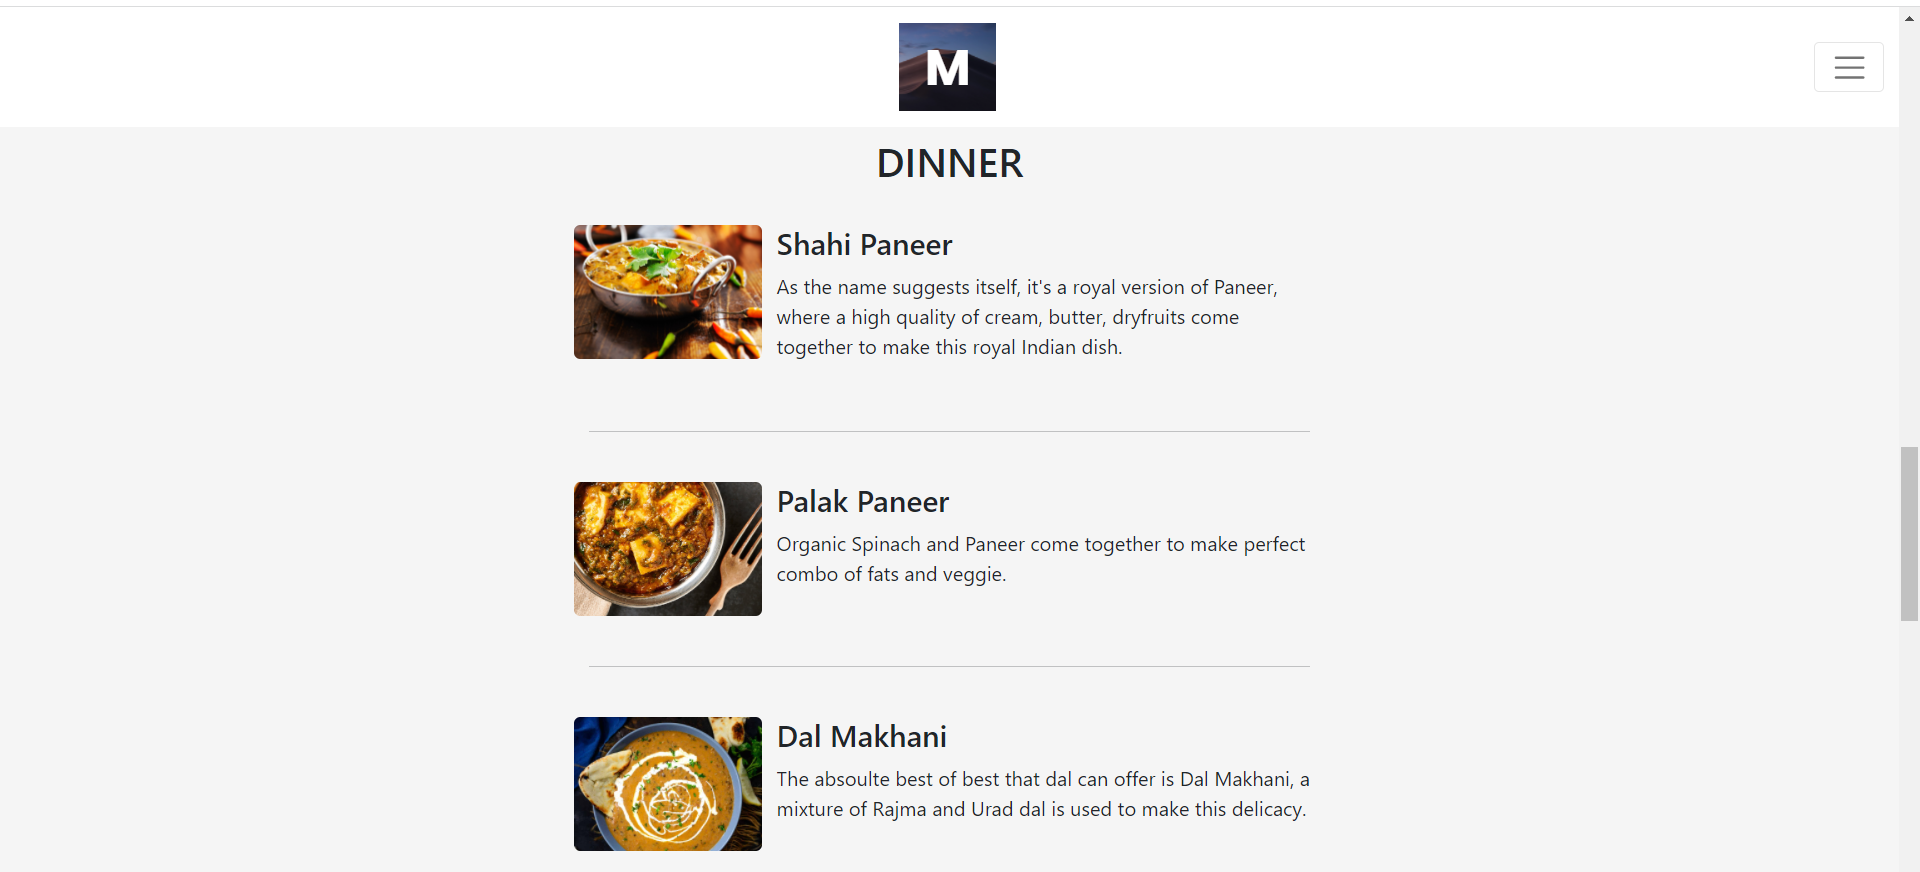 M
DINNER
Shahi Paneer
As the name suggests itself, it's a royal version of Paneer,
where a high quality of cream, butter, dryfruits come
together to make this royal Indian dish.
Palak Paneer
Organic Spinach and Paneer come together to make perfect
combo of fats and veggie.
Dal Makhani
The absoulte best of best that dal can offer is Dal Makhani, a
mixture of Rajma and Urad dal is used to make this delicacy.